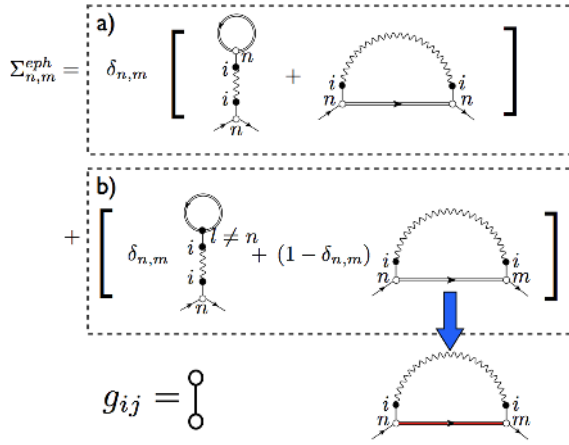 a)
Σ^{eph}_{n,m} = δ_{n,m} [ n i i n + i i n n ]
b)
+ [ δ_{n,m} l ≠ n i i n + (1 − δ_{n,m}) i i n m ]
g_{ij} = i i n m